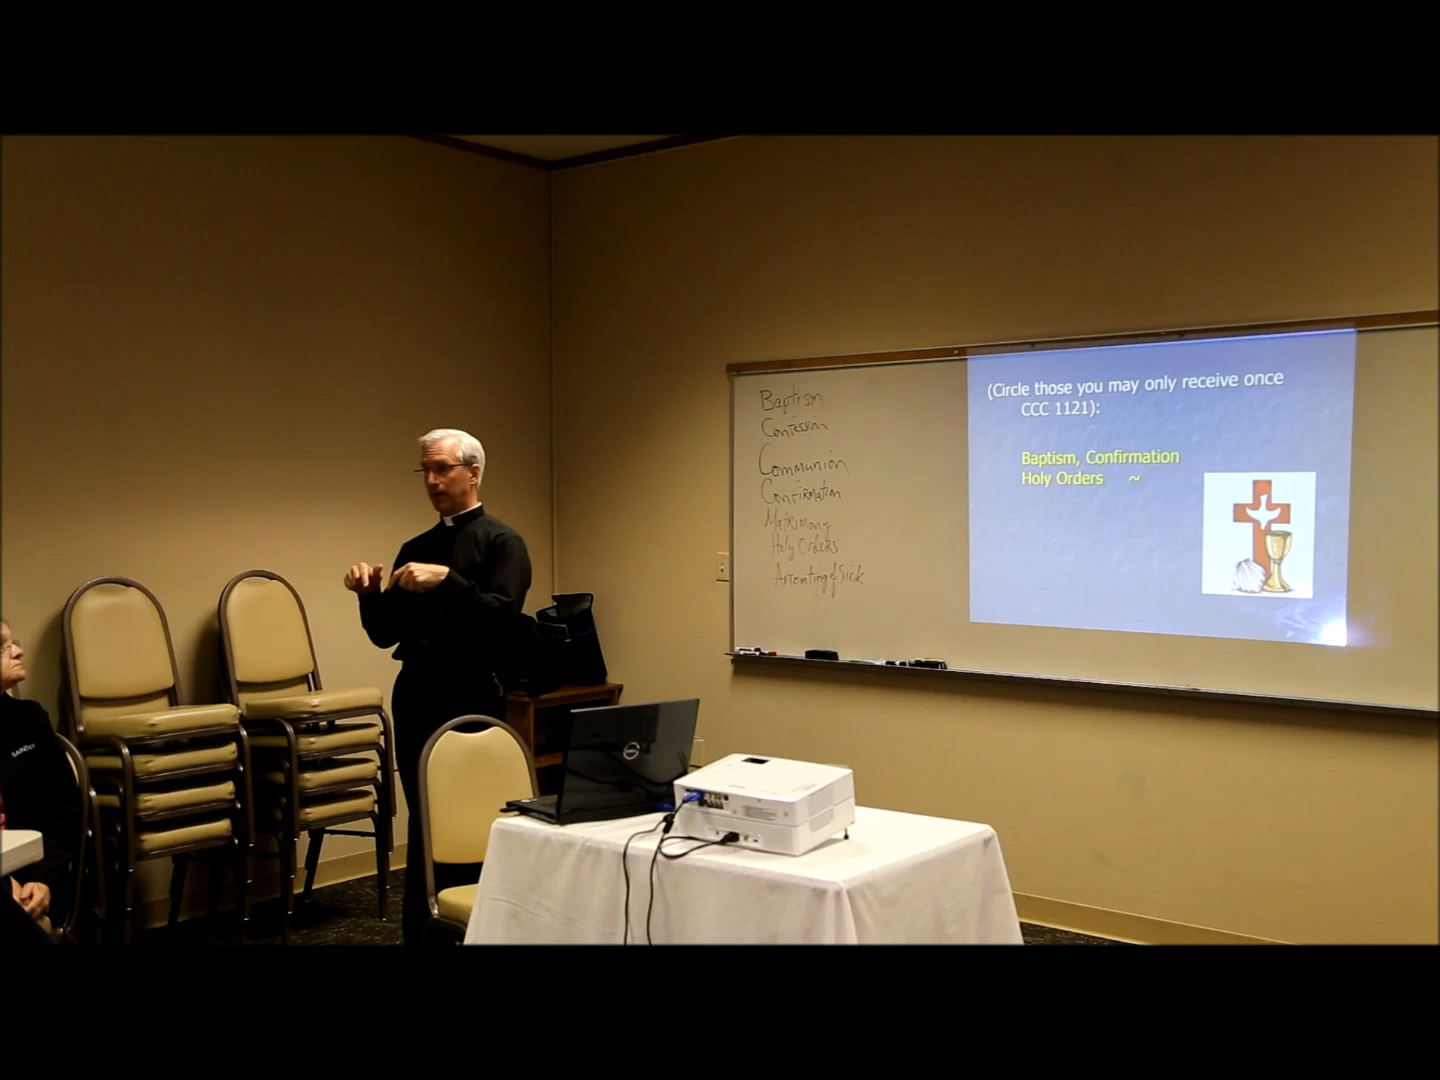 Baptism
Confession
Communion
Confirmation
Matrimony
Holy Orders
Anointing of Sick
(Circle those you may only receive once
CCC 1121):
Baptism, Confirmation
Holy Orders ~
DELL